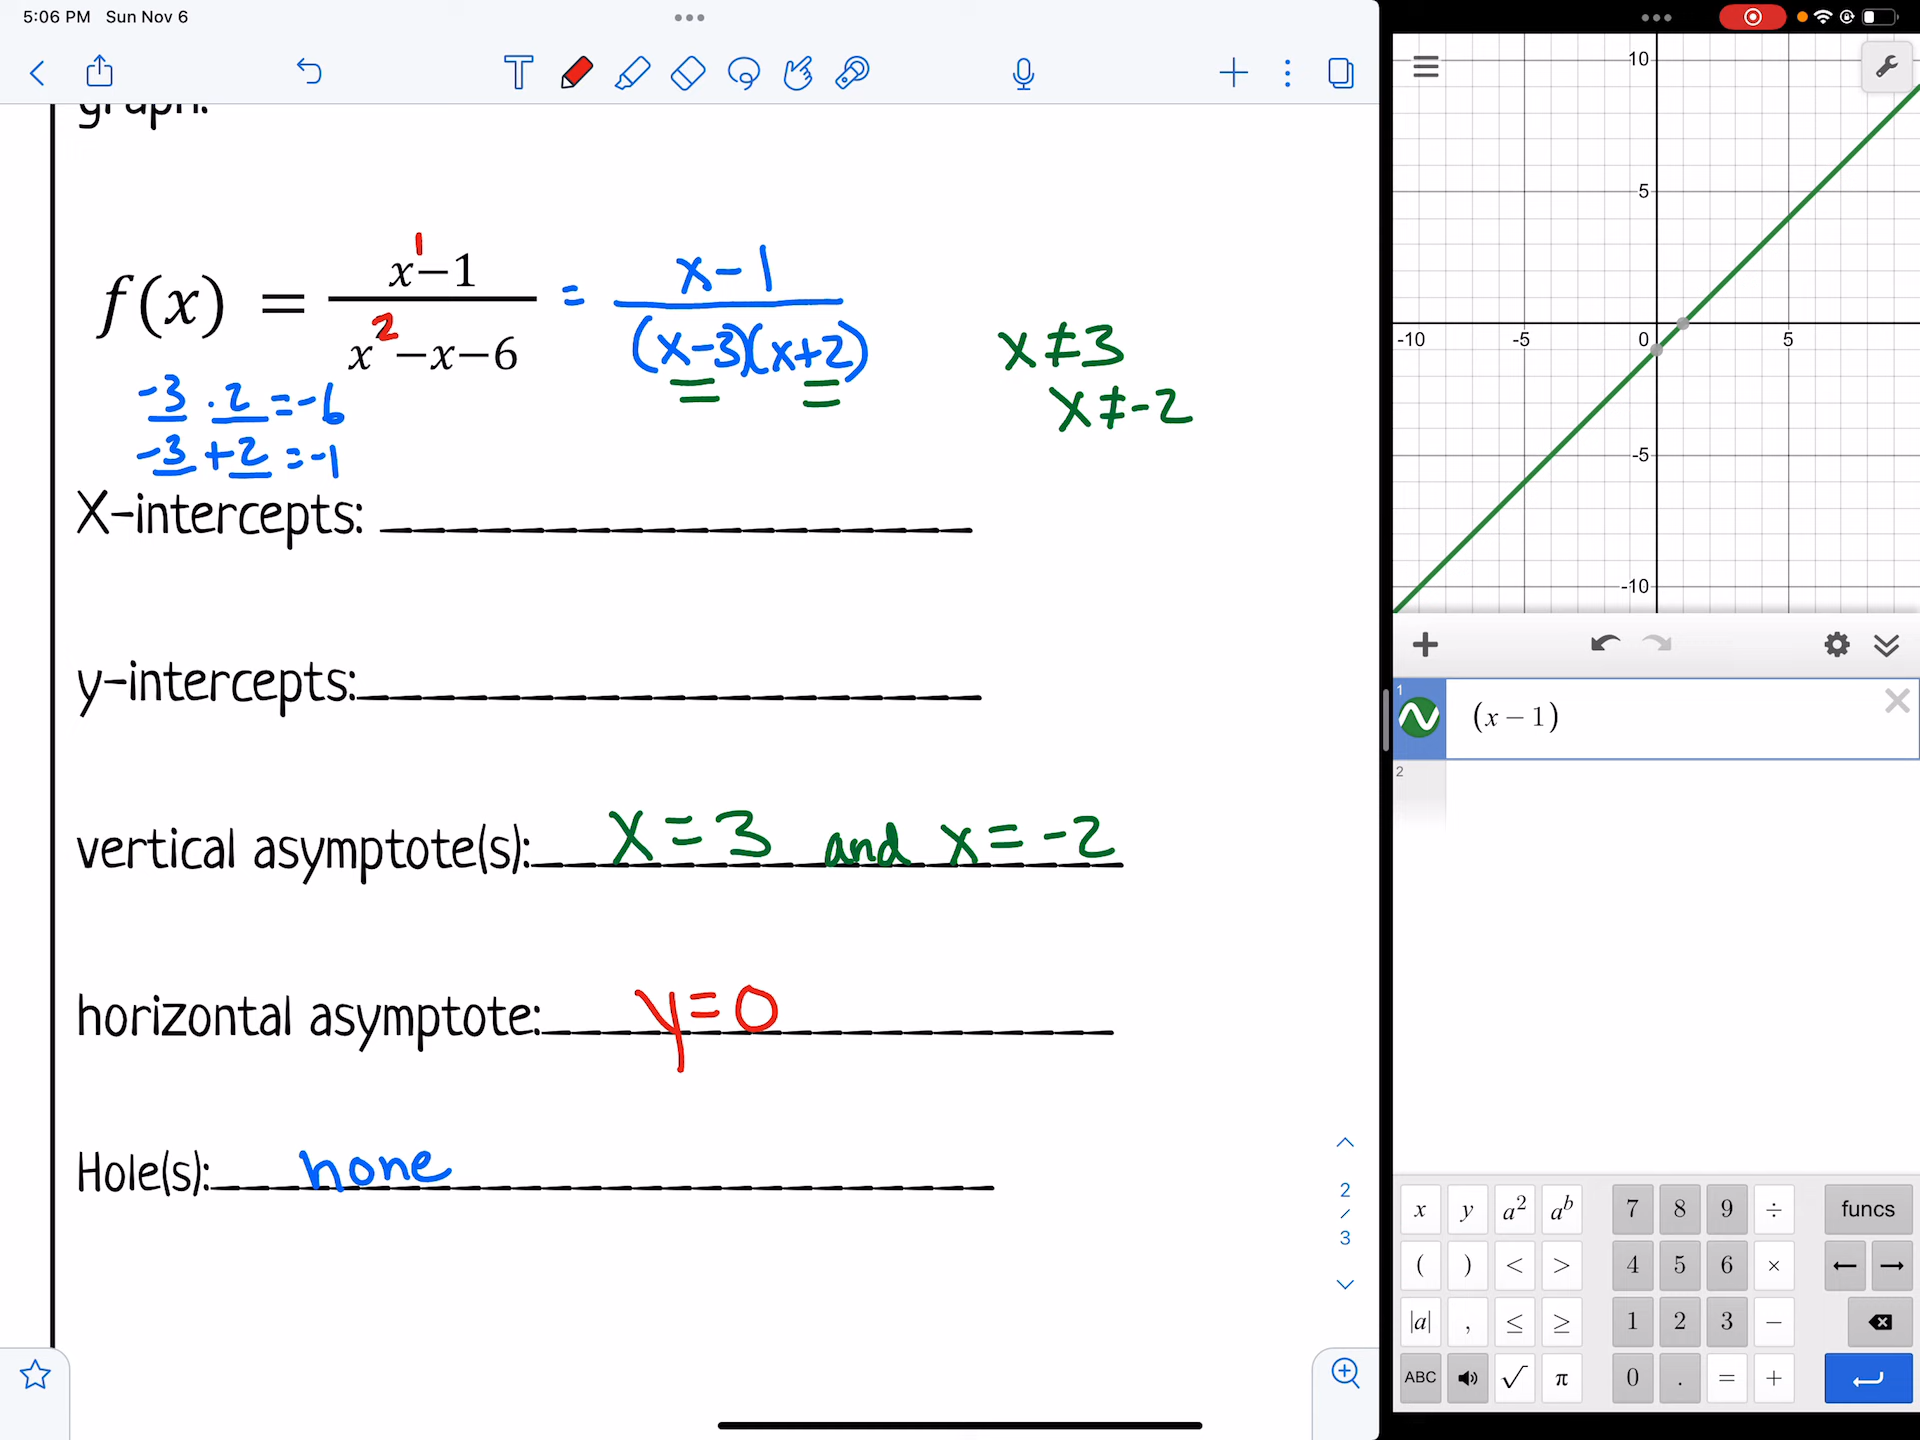 5:06 PM Sun Nov 6
graph.
f(x) = (x¹−1)/(x²−x−6) = (x−1)/((x−3)(x+2))
x≠3
x≠-2
-3 · 2 = -6
-3 + 2 = -1
X-intercepts:
y-intercepts:
vertical asymptote(s): x = 3 and x = -2
horizontal asymptote: y = 0
Hole(s): none
2
/
3
10
5
-10 -5 0 5
-5
-10
1
(x − 1)
2
x y a² aᵇ 7 8 9 ÷ funcs
( ) < > 4 5 6 × ← →
|a| , ≤ ≥ 1 2 3 −
ABC √ π 0 . = +